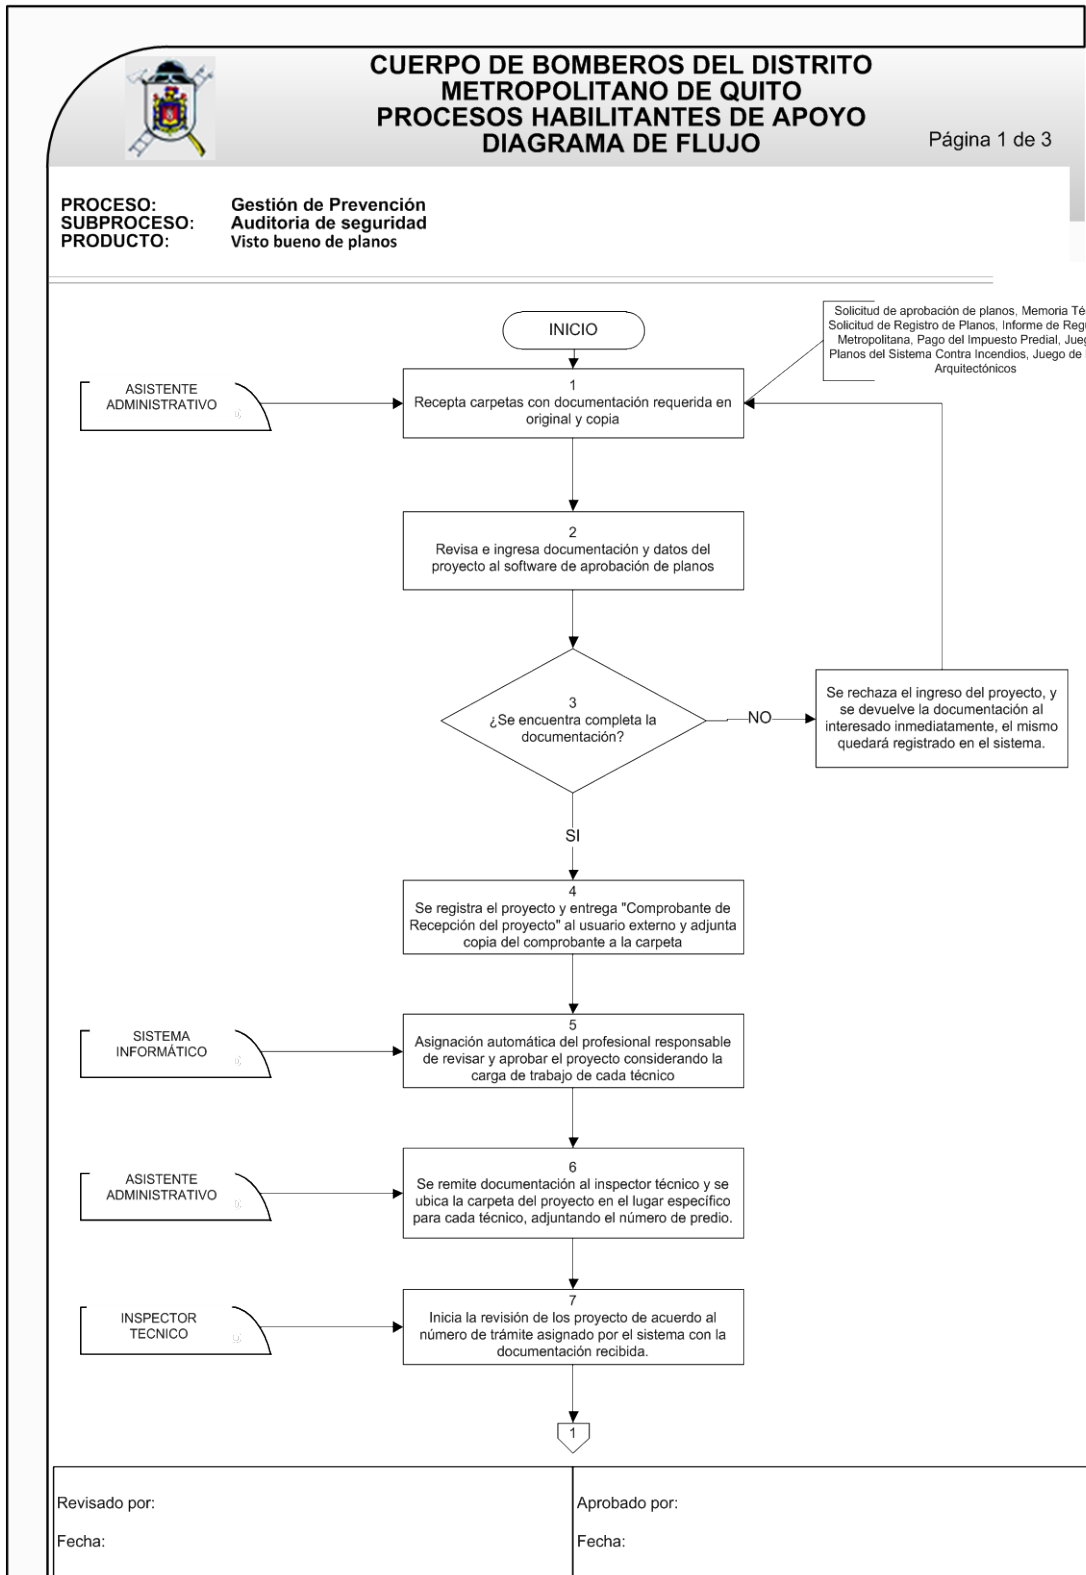 CUERPO DE BOMBEROS DEL DISTRITO
METROPOLITANO DE QUITO
PROCESOS HABILITANTES DE APOYO
DIAGRAMA DE FLUJO
Página 1 de 3
PROCESO: Gestión de Prevención
SUBPROCESO: Auditoria de seguridad
PRODUCTO: Visto bueno de planos
INICIO
Solicitud de aprobación de planos, Memoria
Solicitud de Registro de Planos, Informe de
Metropolitana, Pago del Impuesto Predial,
Planos del Sistema Contra Incendios, Juego de
Arquitectónicos
ASISTENTE
ADMINISTRATIVO
1
Recepta carpetas con documentación requerida en
original y copia
2
Revisa e ingresa documentación y datos del
proyecto al software de aprobación de planos
3
¿Se encuentra completa la
documentación?
NO
Se rechaza el ingreso del proyecto, y
se devuelve la documentación al
interesado inmediatamente, el mismo
quedará registrado en el sistema.
SI
4
Se registra el proyecto y entrega "Comprobante de
Recepción del proyecto" al usuario externo y adjunta
copia del comprobante a la carpeta
SISTEMA
INFORMÁTICO
5
Asignación automática del profesional responsable
de revisar y aprobar el proyecto considerando la
carga de trabajo de cada técnico
ASISTENTE
ADMINISTRATIVO
6
Se remite documentación al inspector técnico y se
ubica la carpeta del proyecto en el lugar específico
para cada técnico, adjuntando el número de predio.
INSPECTOR
TECNICO
7
Inicia la revisión de los proyecto de acuerdo al
número de trámite asignado por el sistema con la
documentación recibida.
1
Revisado por:
Fecha:
Aprobado por:
Fecha: